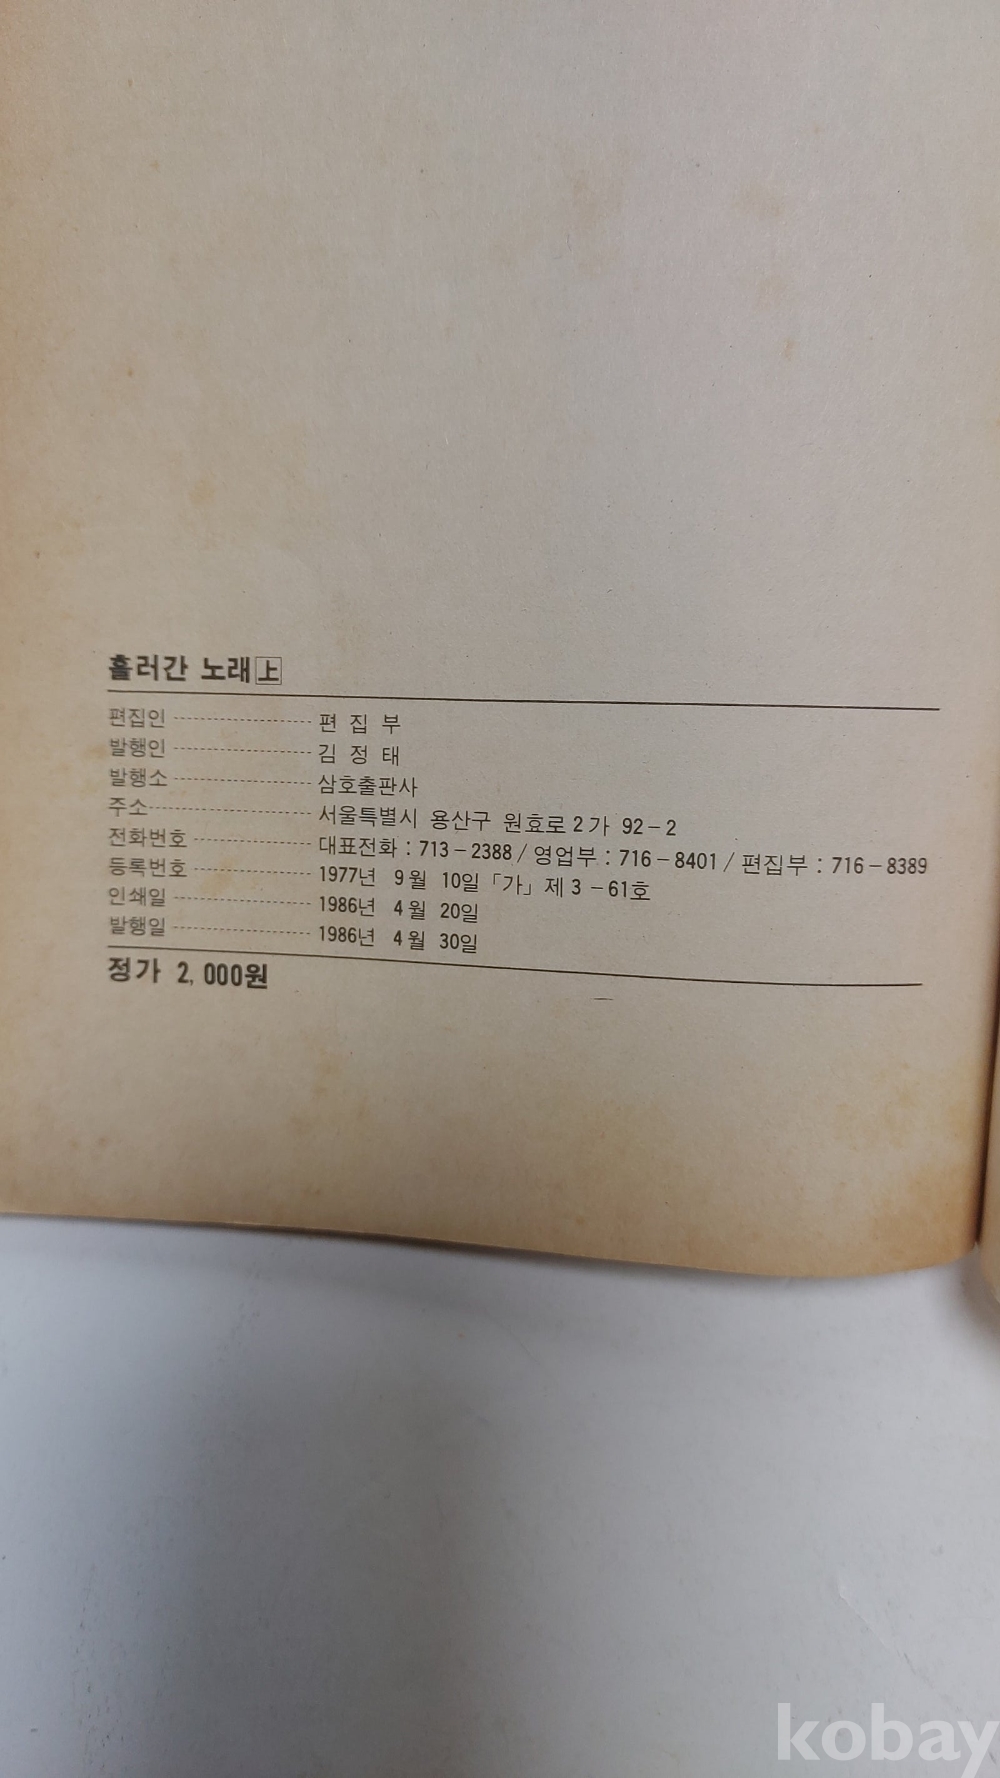 흘러간 노래 上
편집인 편 집 부
발행인 김 정 태
발행소 삼호출판사
주소 서울특별시 용산구 원효로 2가 92-2
전화번호 대표전화 : 713-2388 / 영업부 : 716-8401 / 편집부 : 716-8389
등록번호 1977년 9월 10일 「가」 제 3-61호
인쇄일 1986년 4월 20일
발행일 1986년 4월 30일
정가 2,000원
kobay